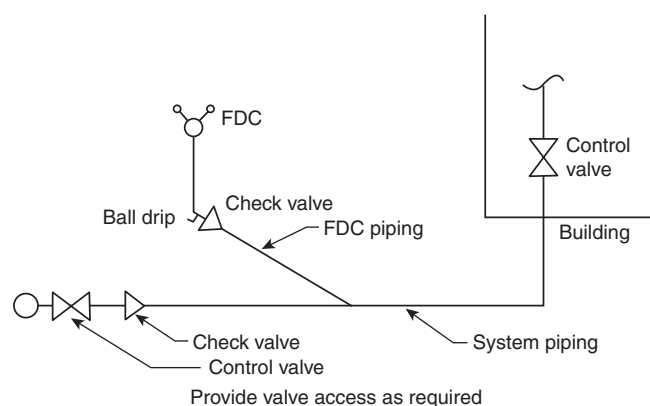 FDC
Control
valve
Check valve
Ball drip
FDC piping
Building
Check valve
System piping
Control valve
Provide valve access as required